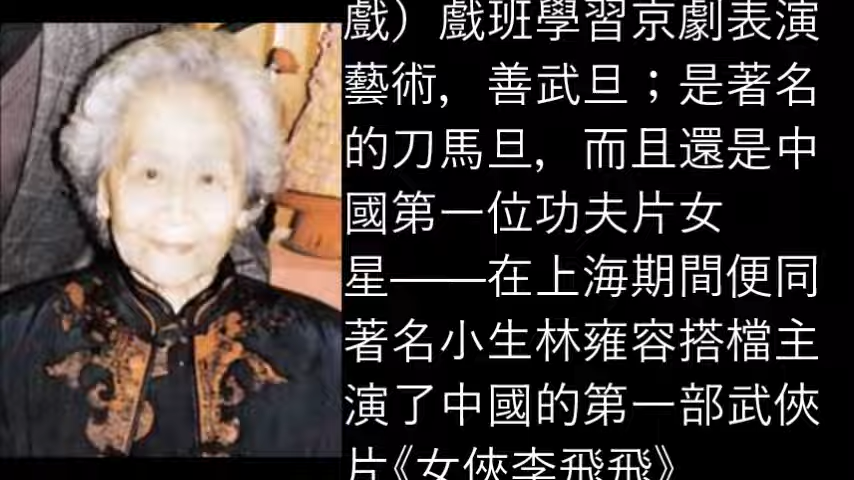 戲）戲班學習京劇表演
藝術，善武旦；是著名
的刀馬旦，而且還是中
國第一位功夫片女
星——在上海期間便同
著名小生林雍容搭檔主
演了中國的第一部武俠
片《女俠李飛飛》